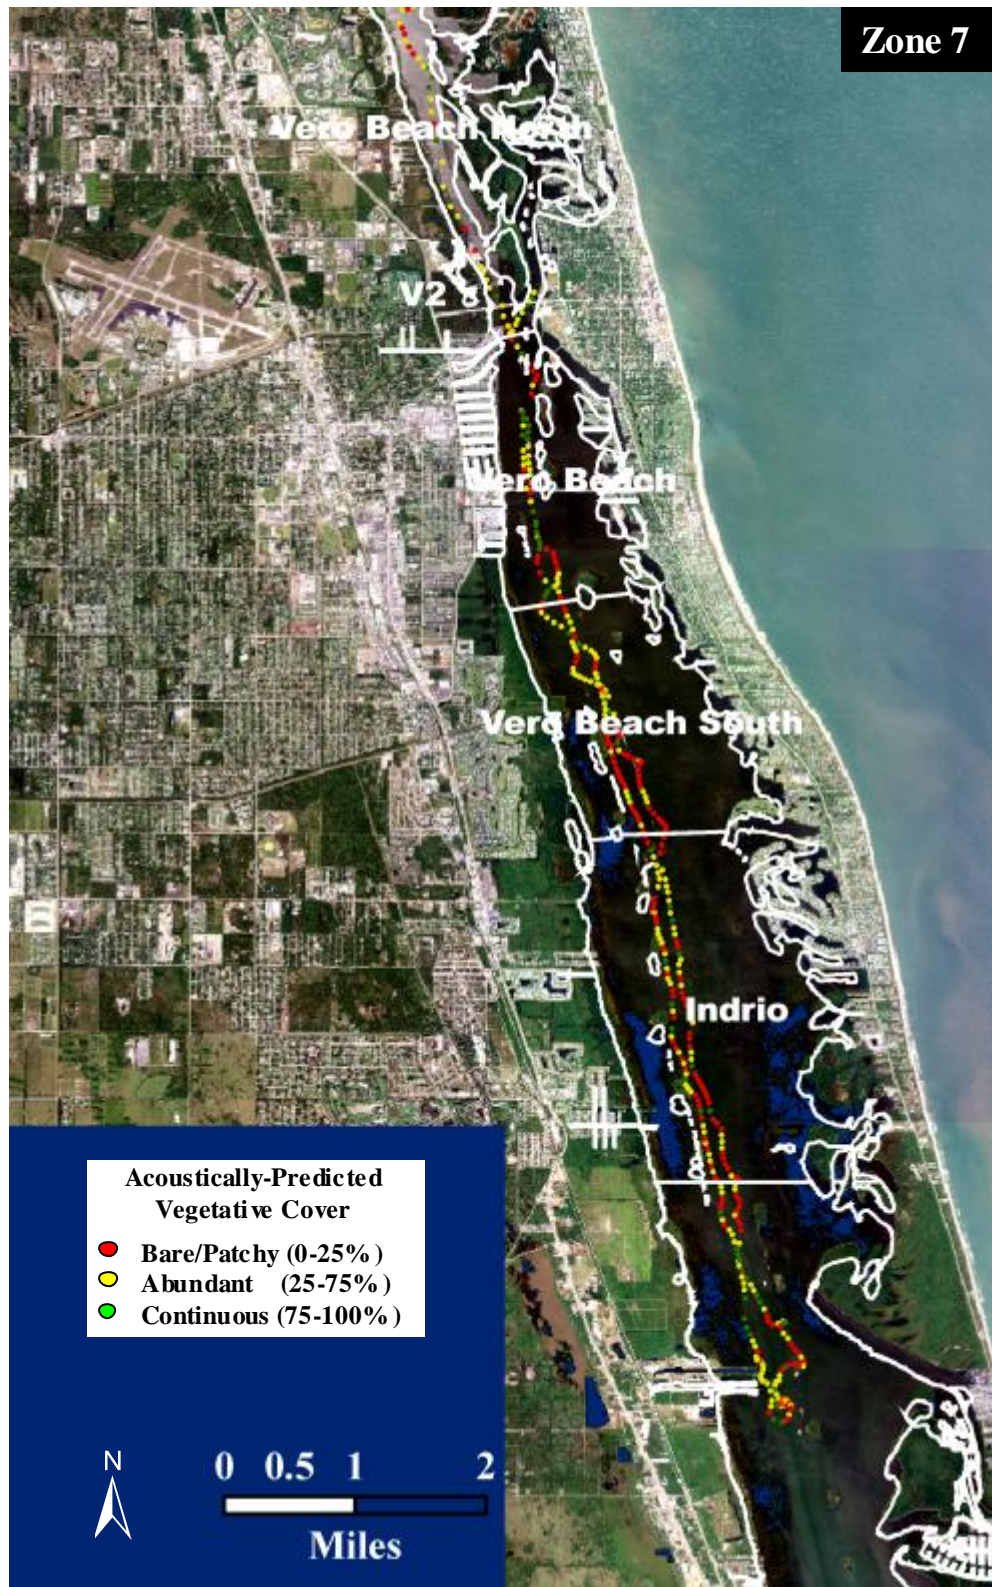 Zone 7
Vero Beach North
V2
Vero Beach
Vero Beach South
Indrio
Acoustically-Predicted
Vegetative Cover
Bare/Patchy (0-25%)
Abundant (25-75%)
Continuous (75-100%)
N
0 0.5 1 2
Miles